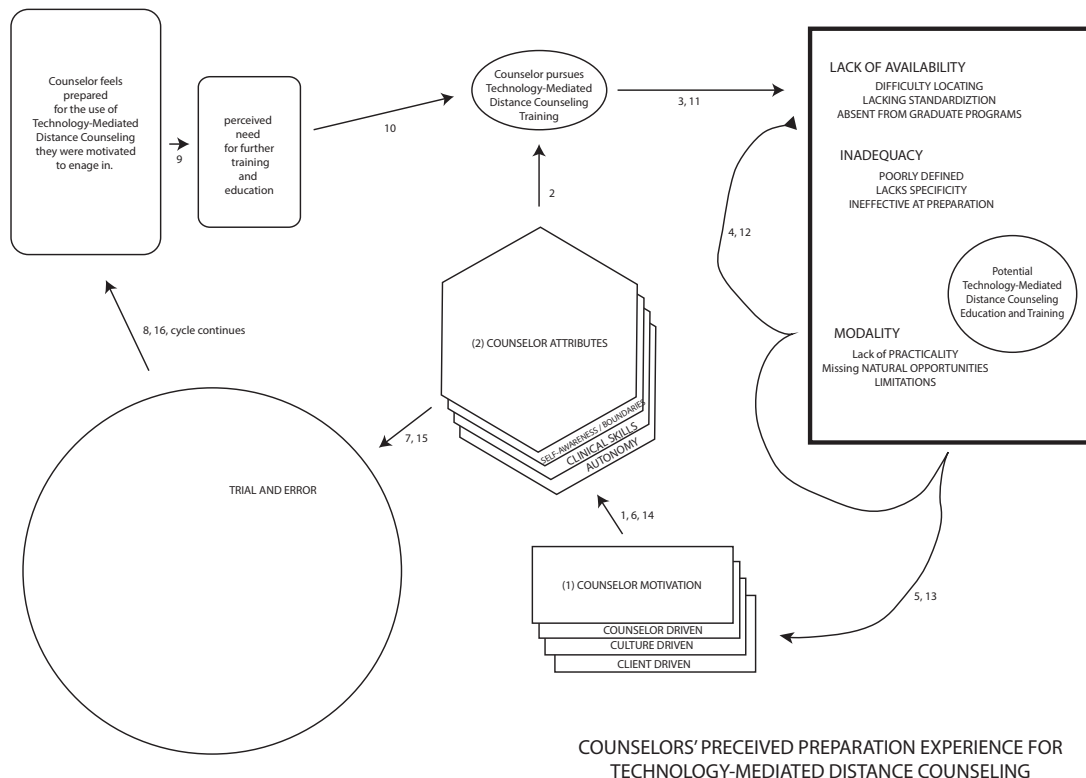 Counselor feels
prepared
for the use of
Technology-Mediated
Distance Counseling
they were motivated
to enage in.
9
perceived
need
for further
training
and
education
10
Counselor pursues
Technology-Mediated
Distance Counseling
Training
3, 11
2
LACK OF AVAILABILITY
DIFFICULTY LOCATING
LACKING STANDARDIZTION
ABSENT FROM GRADUATE PROGRAMS
INADEQUACY
POORLY DEFINED
LACKS SPECIFICITY
INEFFECTIVE AT PREPARATION
4, 12
Potential
Technology-Mediated
Distance Counseling
Education and Training
MODALITY
Lack of PRACTICALITY
Missing NATURAL OPPORTUNITIES
LIMITATIONS
8, 16, cycle continues
(2) COUNSELOR ATTRIBUTES
SELF-AWARENESS / BOUNDARIES
CLINICAL SKILLS
AUTONOMY
7, 15
TRIAL AND ERROR
1, 6, 14
(1) COUNSELOR MOTIVATION
COUNSELOR DRIVEN
CULTURE DRIVEN
CLIENT DRIVEN
5, 13
COUNSELORS' PRECEIVED PREPARATION EXPERIENCE FOR
TECHNOLOGY-MEDIATED DISTANCE COUNSELING